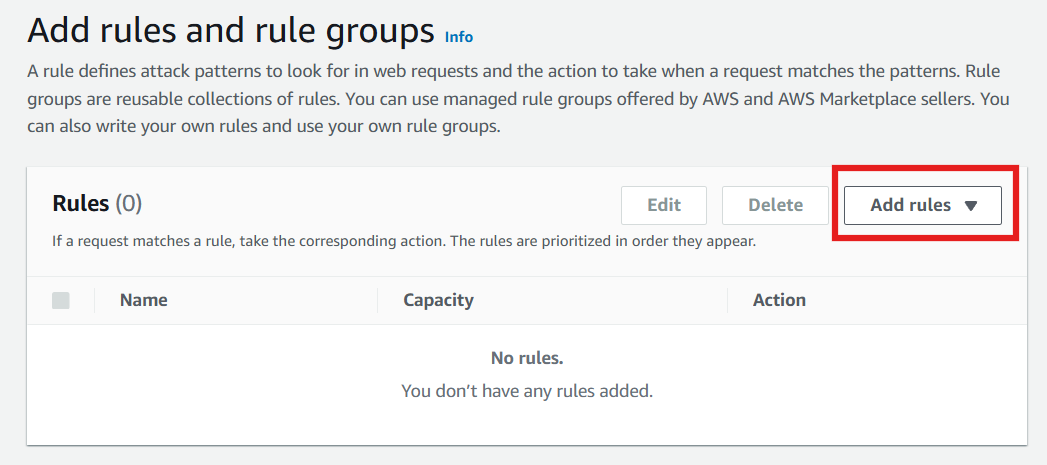 Add rules and rule groups Info
A rule defines attack patterns to look for in web requests and the action to take when a request matches the patterns. Rule
groups are reusable collections of rules. You can use managed rule groups offered by AWS and AWS Marketplace sellers. You
can also write your own rules and use your own rule groups.
Rules (0) Edit Delete Add rules
If a request matches a rule, take the corresponding action. The rules are prioritized in order they appear.
Name Capacity Action
No rules.
You don’t have any rules added.